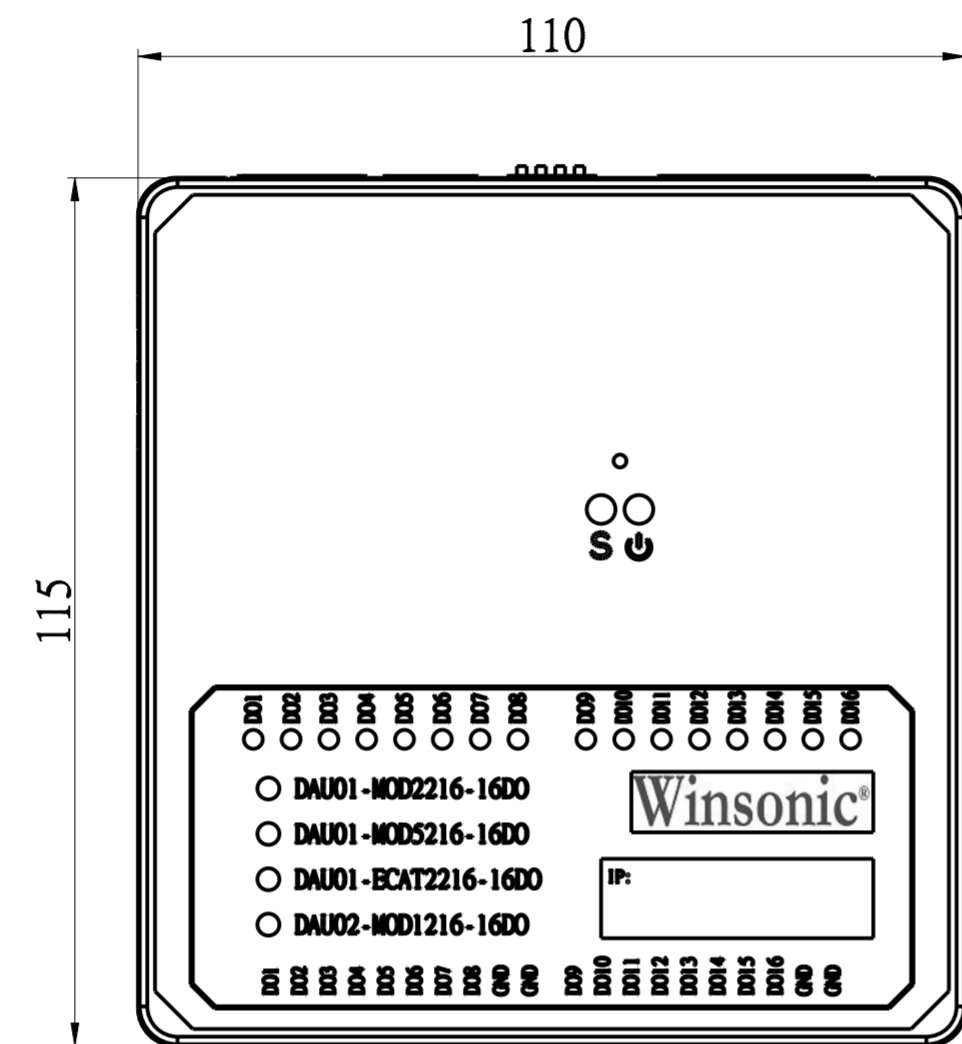 110
115
S
DO1 DO2 DO3 DO4 DO5 DO6 DO7 DO8 DO9 DO10 DO11 DO12 DO13 DO14 DO15 DO16
DAU01-MOD2216-16DO
Winsonic®
DAU01-MOD5216-16DO
DAU01-ECAT2216-16DO
IP:
DAU02-MOD1216-16DO
DO1 DO2 DO3 DO4 DO5 DO6 DO7 DO8 GND GND DO9 DO10 DO11 DO12 DO13 DO14 DO15 DO16 GND GND